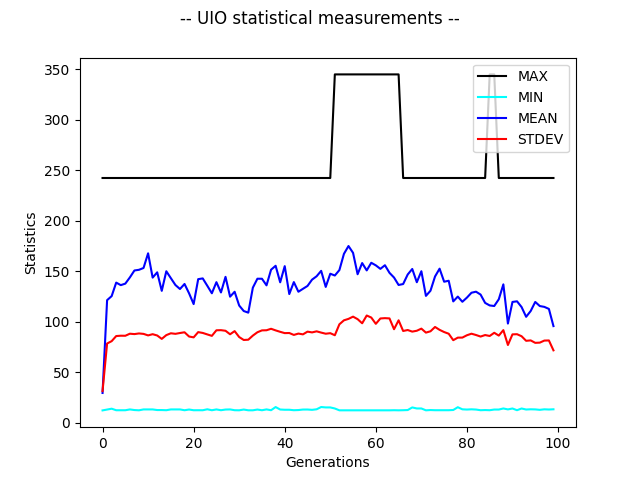 -- UIO statistical measurements --
350
300
250
200
150
100
50
0
Statistics
MAX
MIN
MEAN
STDEV
0 20 40 60 80 100
Generations